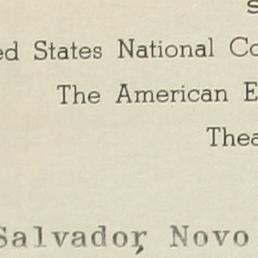 ed States National Co
The American E
Thea
Salvador, Novo